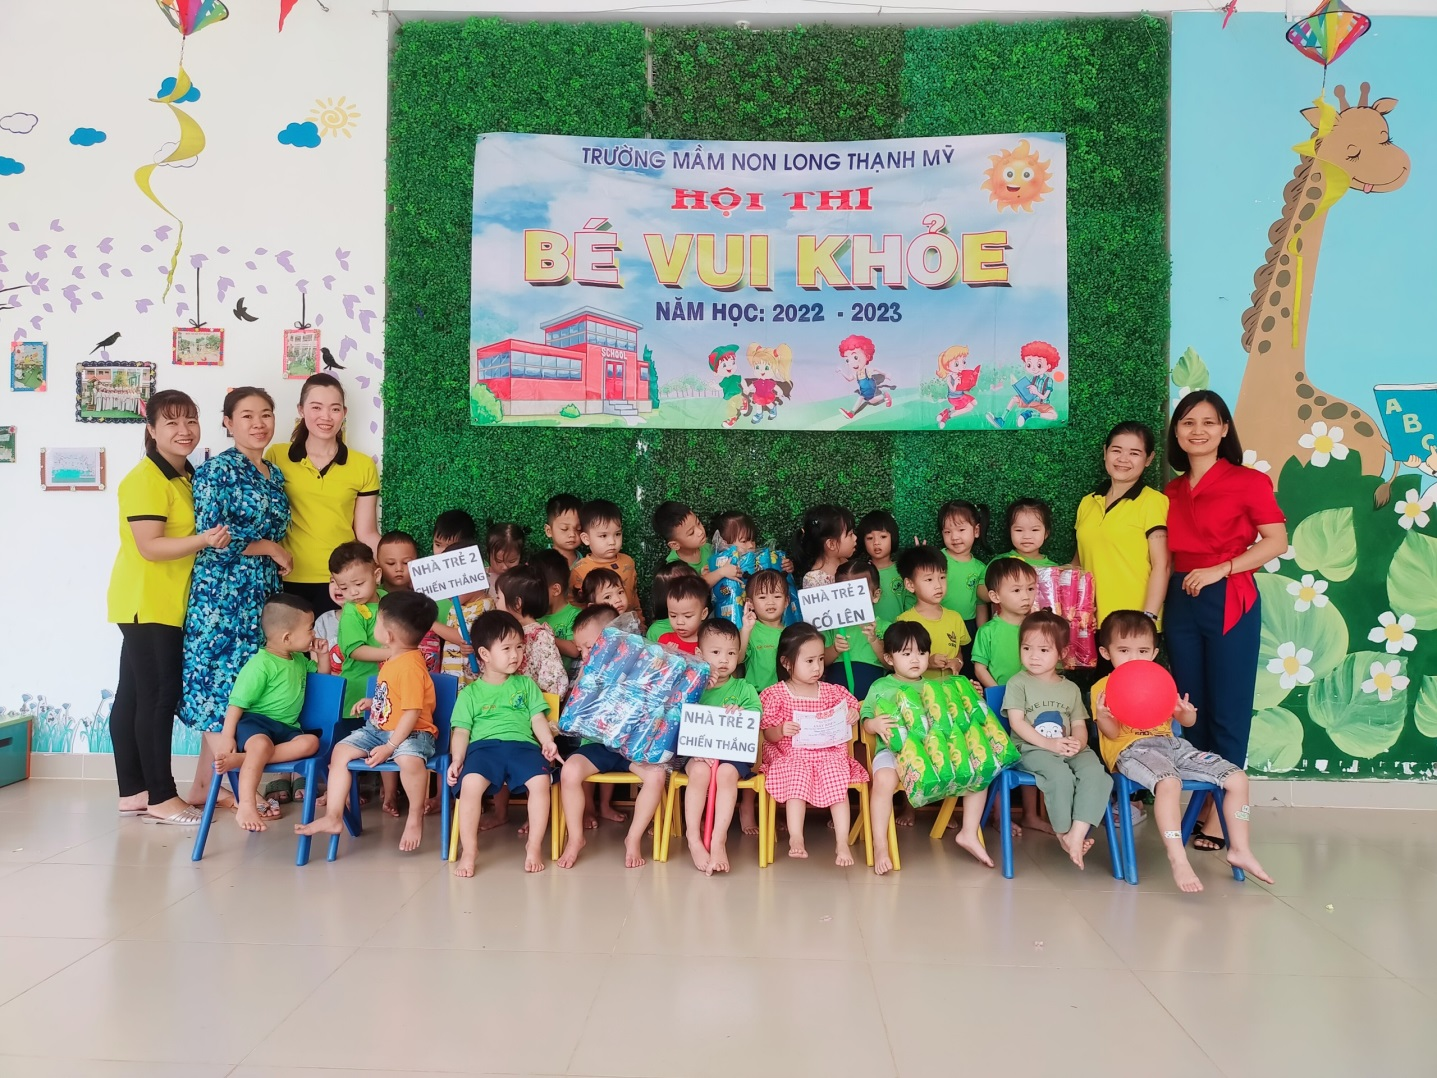 TRƯỜNG MẦM NON LONG THẠNH MỸ
HỘI THI
BÉ VUI KHỎE
NĂM HỌC: 2022 - 2023
SCHOOL
A
B
C
NHÀ TRẺ 2
CHIẾN THẮNG
NHÀ TRẺ 2
CỐ LÊN
NHÀ TRẺ 2
CHIẾN THẮNG